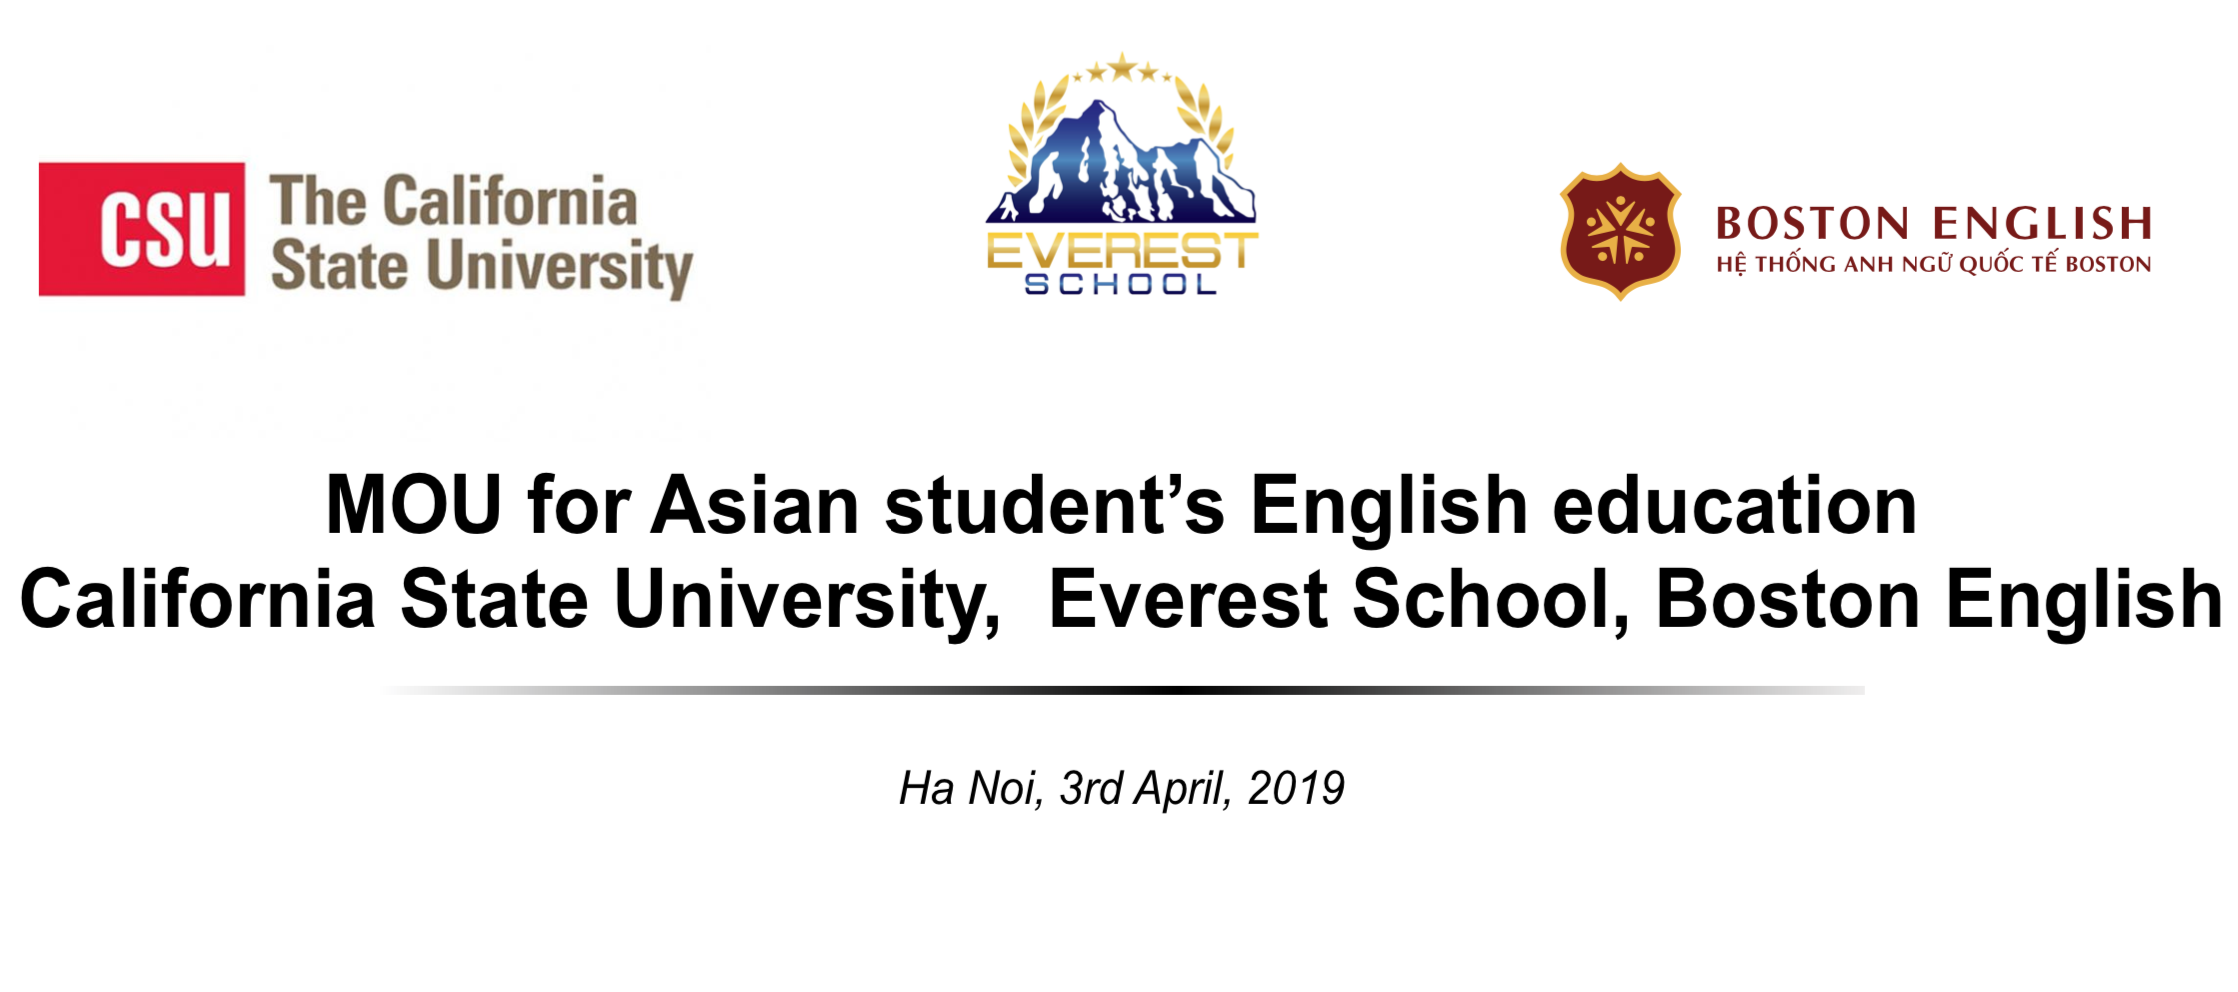 CSU The California
State University
EVEREST
SCHOOL
BOSTON ENGLISH
HỆ THỐNG ANH NGỮ QUỐC TẾ BOSTON
MOU for Asian student’s English education
California State University,  Everest School, Boston English
Ha Noi, 3rd April, 2019